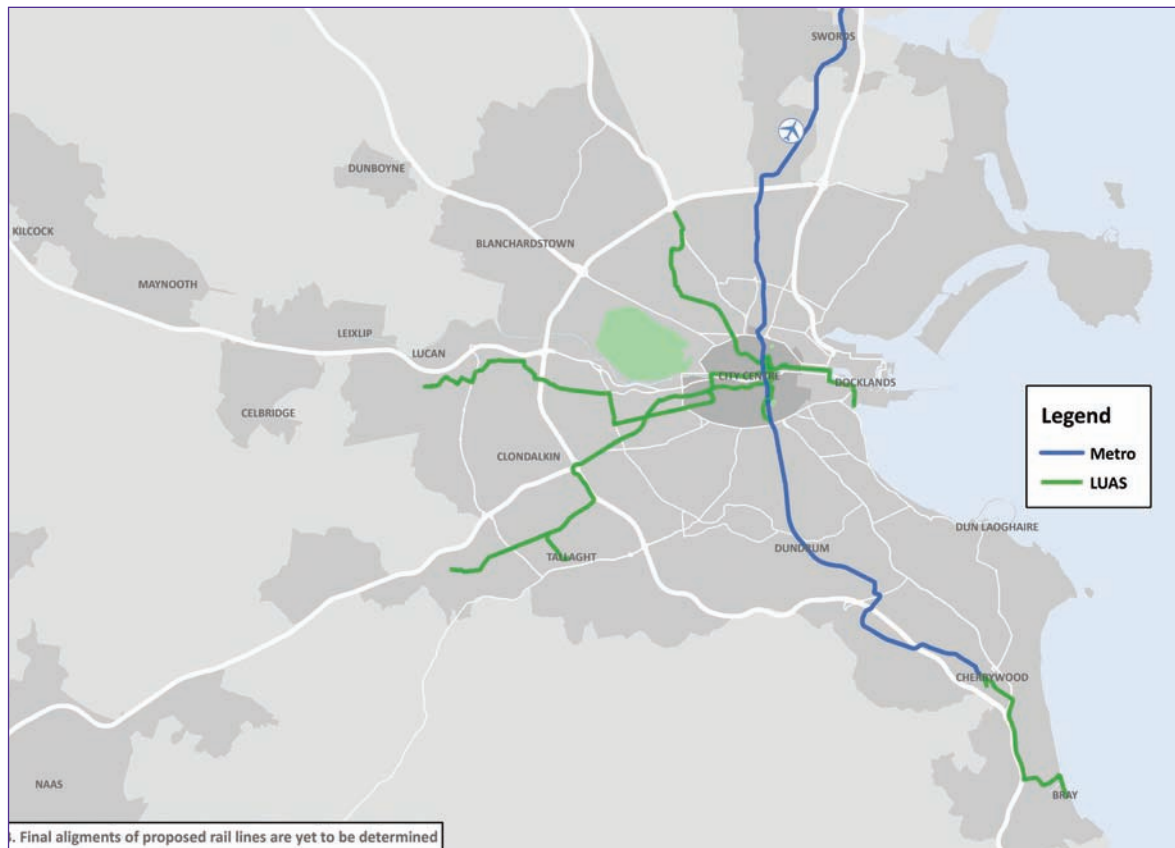 SWORDS
DUNBOYNE
KILCOCK
BLANCHARDSTOWN
MAYNOOTH
LEIXLIP
LUCAN
CITY CENTRE
DOCKLANDS
CELBRIDGE
Legend
Metro
LUAS
CLONDALKIN
DUN LAOGHAIRE
TALLAGHT
DUNDRUM
CHERRYWOOD
NAAS
BRAY
. Final aligments of proposed rail lines are yet to be determined